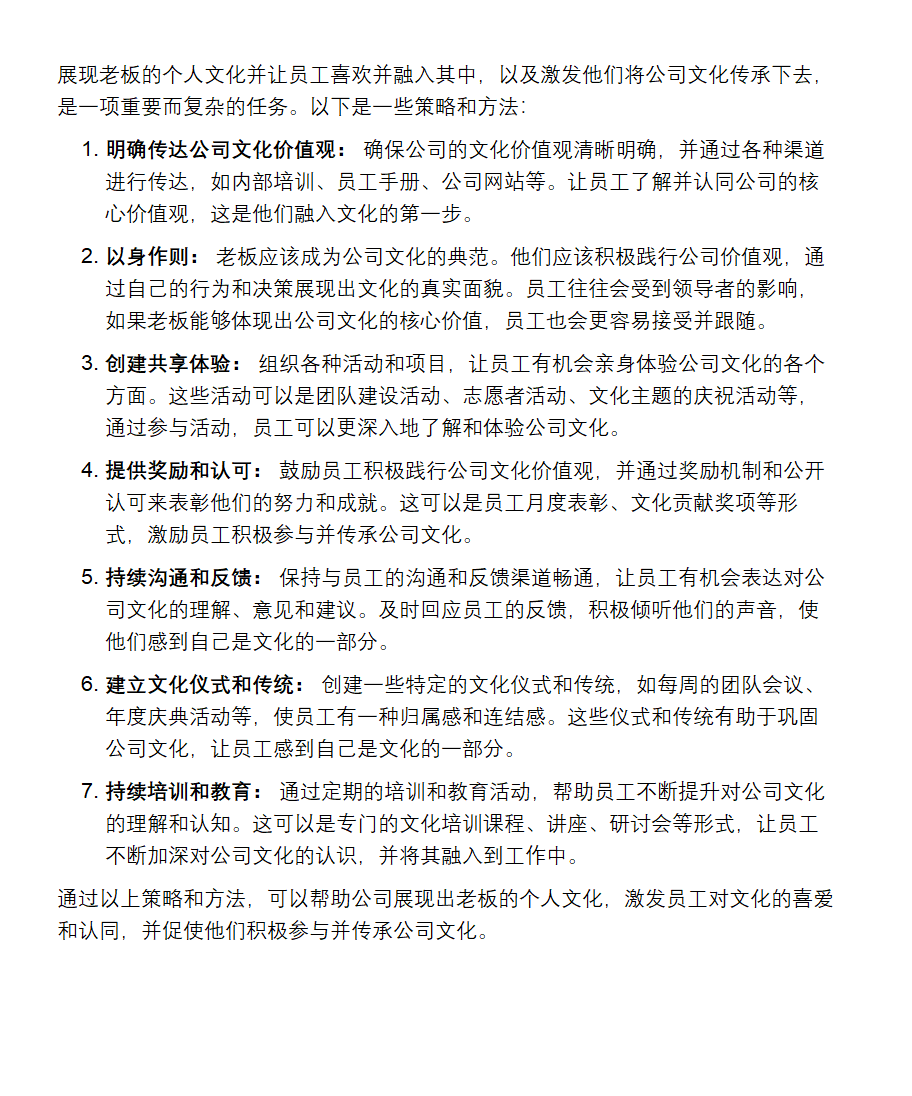 展现老板的个人文化并让员工喜欢并融入其中，以及激发他们将公司文化传承下去，
是一项重要而复杂的任务。以下是一些策略和方法：
1. 明确传达公司文化价值观： 确保公司的文化价值观清晰明确，并通过各种渠道
进行传达，如内部培训、员工手册、公司网站等。让员工了解并认同公司的核
心价值观，这是他们融入文化的第一步。
2. 以身作则： 老板应该成为公司文化的典范。他们应该积极践行公司价值观，通
过自己的行为和决策展现出文化的真实面貌。员工往往会受到领导者的影响，
如果老板能够体现出公司文化的核心价值，员工也会更容易接受并跟随。
3. 创建共享体验： 组织各种活动和项目，让员工有机会亲身体验公司文化的各个
方面。这些活动可以是团队建设活动、志愿者活动、文化主题的庆祝活动等，
通过参与活动，员工可以更深入地了解和体验公司文化。
4. 提供奖励和认可： 鼓励员工积极践行公司文化价值观，并通过奖励机制和公开
认可来表彰他们的努力和成就。这可以是员工月度表彰、文化贡献奖项等形
式，激励员工积极参与并传承公司文化。
5. 持续沟通和反馈： 保持与员工的沟通和反馈渠道畅通，让员工有机会表达对公
司文化的理解、意见和建议。及时回应员工的反馈，积极倾听他们的声音，使
他们感到自己是文化的一部分。
6. 建立文化仪式和传统： 创建一些特定的文化仪式和传统，如每周的团队会议、
年度庆典活动等，使员工有一种归属感和连结感。这些仪式和传统有助于巩固
公司文化，让员工感到自己是文化的一部分。
7. 持续培训和教育： 通过定期的培训和教育活动，帮助员工不断提升对公司文化
的理解和认知。这可以是专门的文化培训课程、讲座、研讨会等形式，让员工
不断加深对公司文化的认识，并将其融入到工作中。
通过以上策略和方法，可以帮助公司展现出老板的个人文化，激发员工对文化的喜爱
和认同，并促使他们积极参与并传承公司文化。